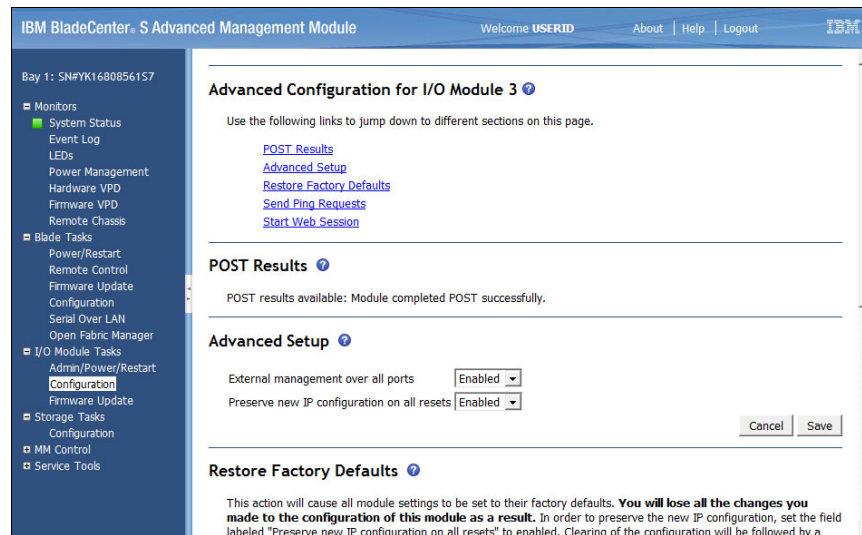 IBM BladeCenter® S Advanced Management Module
Welcome USERID
About | Help | Logout
IBM
Bay 1: SN#YK16808561S7
Monitors
System Status
Event Log
LEDs
Power Management
Hardware VPD
Firmware VPD
Remote Chassis
Blade Tasks
Power/Restart
Remote Control
Firmware Update
Configuration
Serial Over LAN
Open Fabric Manager
I/O Module Tasks
Admin/Power/Restart
Configuration
Firmware Update
Storage Tasks
Configuration
MM Control
Service Tools
Advanced Configuration for I/O Module 3
Use the following links to jump down to different sections on this page.
POST Results
Advanced Setup
Restore Factory Defaults
Send Ping Requests
Start Web Session
POST Results
POST results available: Module completed POST successfully.
Advanced Setup
External management over all ports Enabled
Preserve new IP configuration on all resets Enabled
Cancel Save
Restore Factory Defaults
This action will cause all module settings to be set to their factory defaults. You will lose all the changes you
made to the configuration of this module as a result. In order to preserve the new IP configuration, set the field
labeled "Preserve new IP configuration on all resets" to enabled. Clearing of the configuration will be followed by a